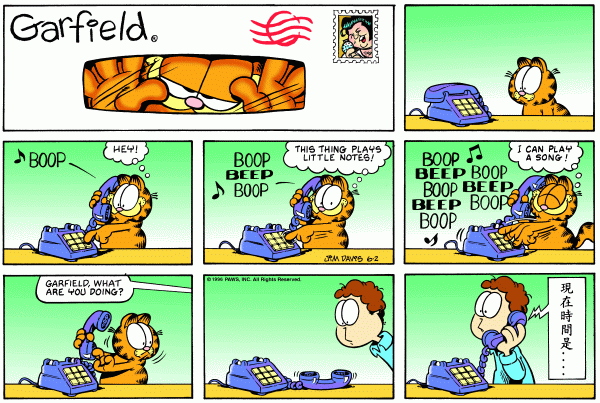 Garfield®
♪ BOOP
HEY!
BOOP
BEEP
BOOP
THIS THING PLAYS
LITTLE NOTES!
JIM DAVIS 6-2
BOOP
BEEP BOOP
BOOP BEEP
BEEP BOOP
BOOP
I CAN PLAY
A SONG!
GARFIELD, WHAT
ARE YOU DOING?
© 1996 PAWS, INC. All Rights Reserved.
現在時間是‥‥